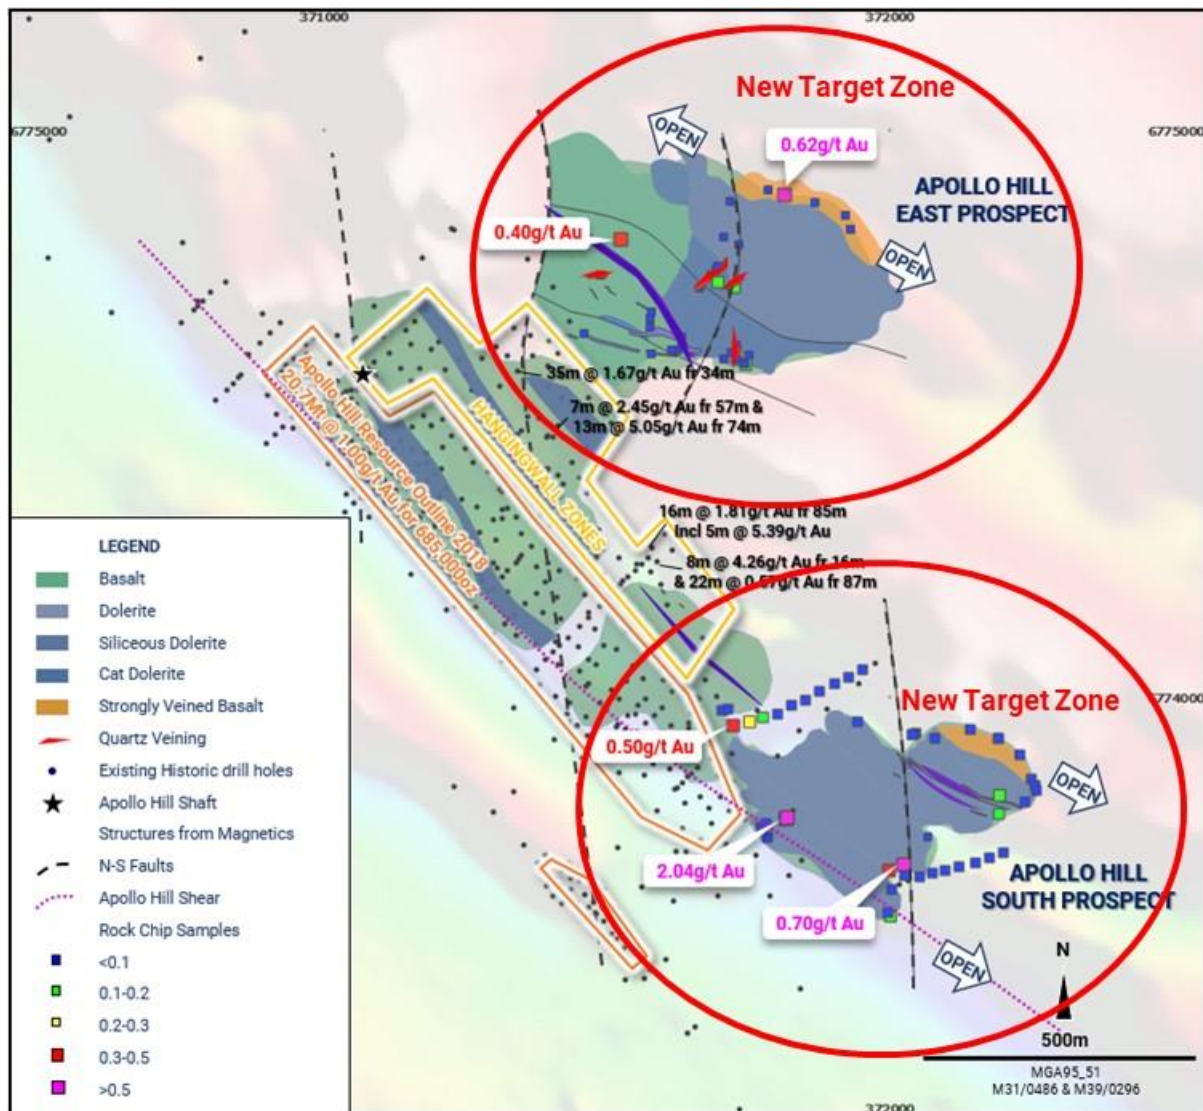 371000
372000
6775000
6775000
New Target Zone
OPEN
0.62g/t Au
APOLLO HILL
EAST PROSPECT
0.40g/t Au
OPEN
35m @ 1.67g/t Au fr 34m
7m @ 2.45g/t Au fr 57m &
13m @ 5.05g/t Au fr 74m
Apollo Hill Resource Outline 2018
20.7Mt @ 1.00g/t Au for 685,000oz
HANGINGWALL ZONES
16m @ 1.81g/t Au fr 85m
Incl 5m @ 5.39g/t Au
8m @ 4.26g/t Au fr 16m
& 22m @ 0.57g/t Au fr 87m
6774000
New Target Zone
0.50g/t Au
OPEN
2.04g/t Au
0.70g/t Au
APOLLO HILL
SOUTH PROSPECT
OPEN
N
500m
MGA95_51
M31/0486 & M39/0296
372000
LEGEND
Basalt
Dolerite
Siliceous Dolerite
Cat Dolerite
Strongly Veined Basalt
Quartz Veining
Existing Historic drill holes
Apollo Hill Shaft
Structures from Magnetics
N-S Faults
Apollo Hill Shear
Rock Chip Samples
<0.1
0.1-0.2
0.2-0.3
0.3-0.5
>0.5